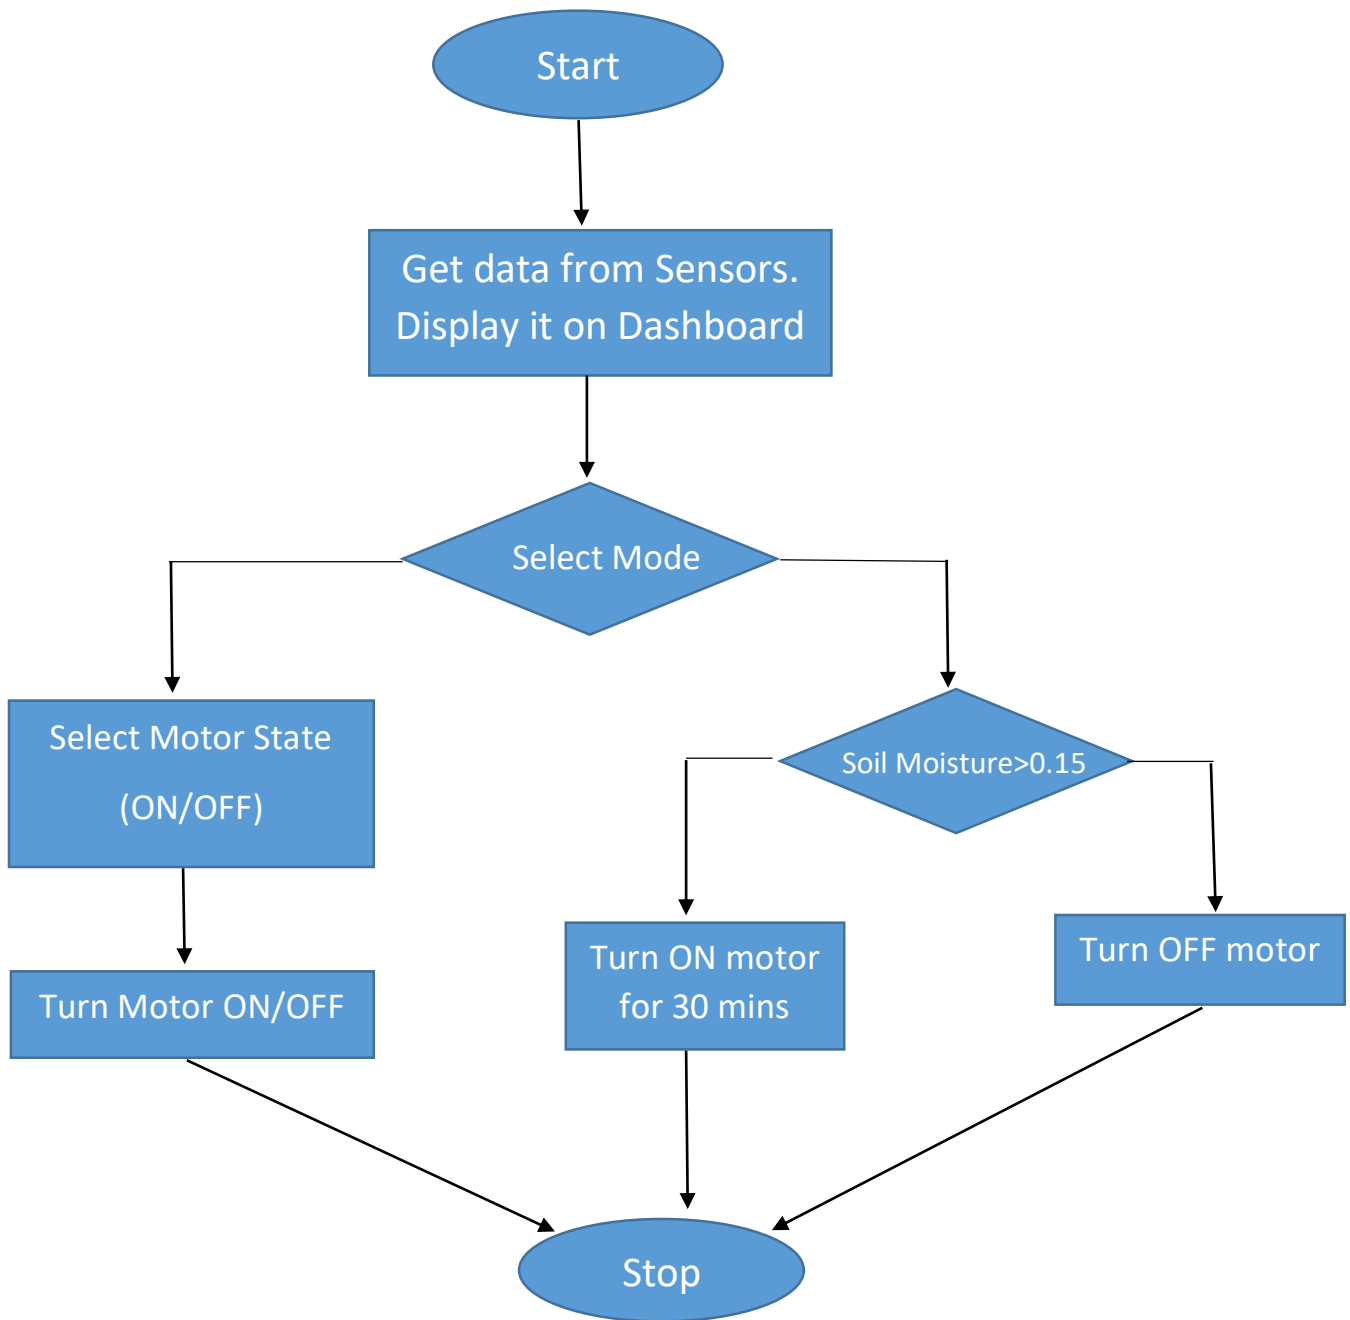 Start
Get data from Sensors.
Display it on Dashboard
Select Mode
Select Motor State
(ON/OFF)
Soil Moisture>0.15
Turn Motor ON/OFF
Turn ON motor
for 30 mins
Turn OFF motor
Stop